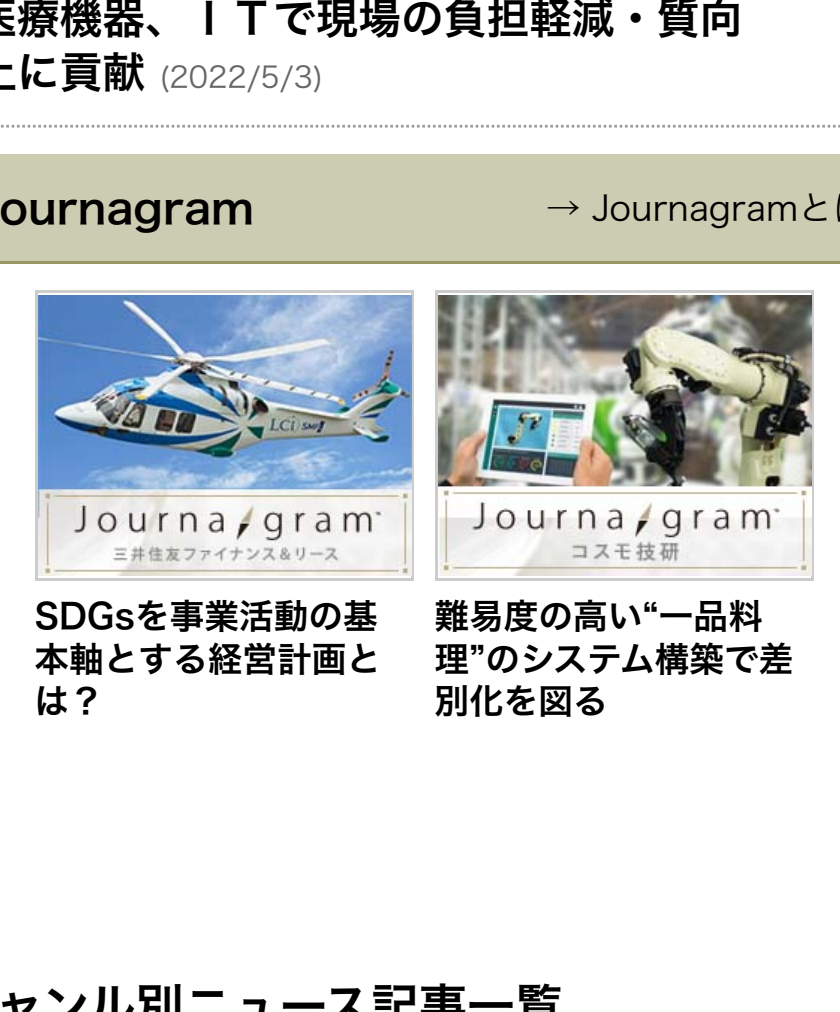 医療機器、ＩＴで現場の負担軽減・質向
上に貢献 (2022/5/3)
ournagram
→ Journagramとは
LCi SMFL
Journagram
三井住友ファイナンス＆リース
Journagram
コスモ技研
SDGsを事業活動の基
本軸とする経営計画と
は？
難易度の高い“一品料
理”のシステム構築で差
別化を図る
ャンル別ニュース記事一覧